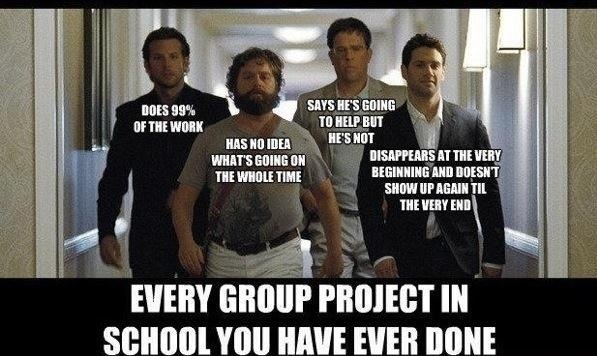 DOES 99%
OF THE WORK
HAS NO IDEA
WHAT'S GOING ON
THE WHOLE TIME
SAYS HE'S GOING
TO HELP BUT
HE'S NOT
DISAPPEARS AT THE VERY
BEGINNING AND DOESN'T
SHOW UP AGAIN TIL
THE VERY END
EVERY GROUP PROJECT IN
SCHOOL YOU HAVE EVER DONE